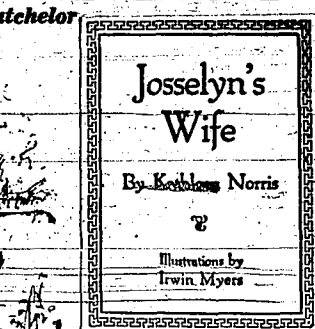 atchelor
Josselyn's
Wife
By Kathleen Norris
Illustrations by
Irwin Myers